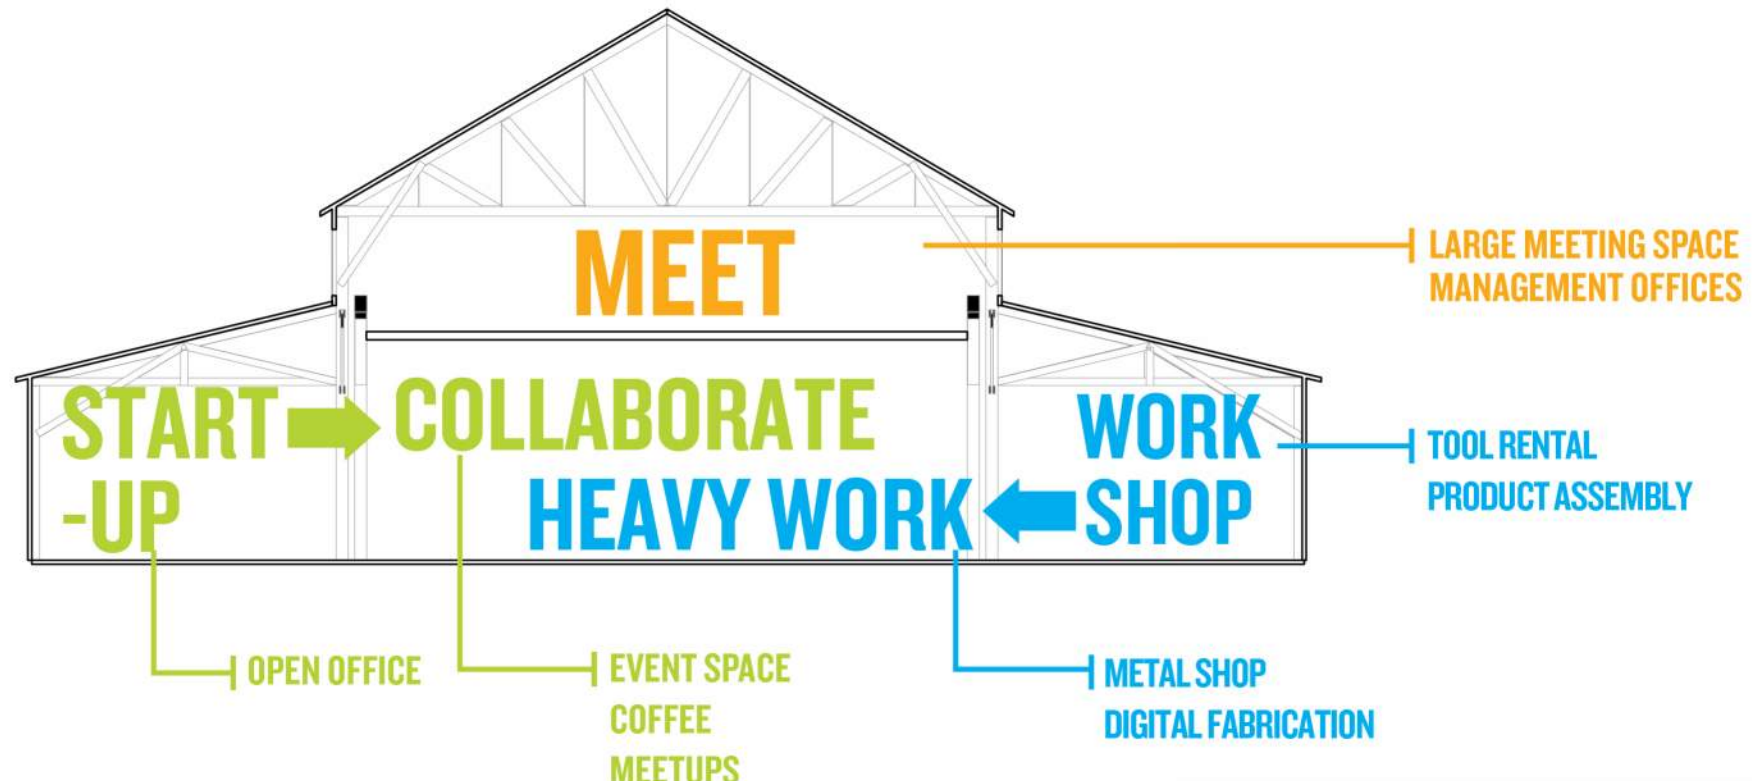 MEET
LARGE MEETING SPACE
MANAGEMENT OFFICES
START
-UP
COLLABORATE
HEAVY WORK
WORK
SHOP
TOOL RENTAL
PRODUCT ASSEMBLY
OPEN OFFICE
EVENT SPACE
COFFEE
MEETUPS
METAL SHOP
DIGITAL FABRICATION